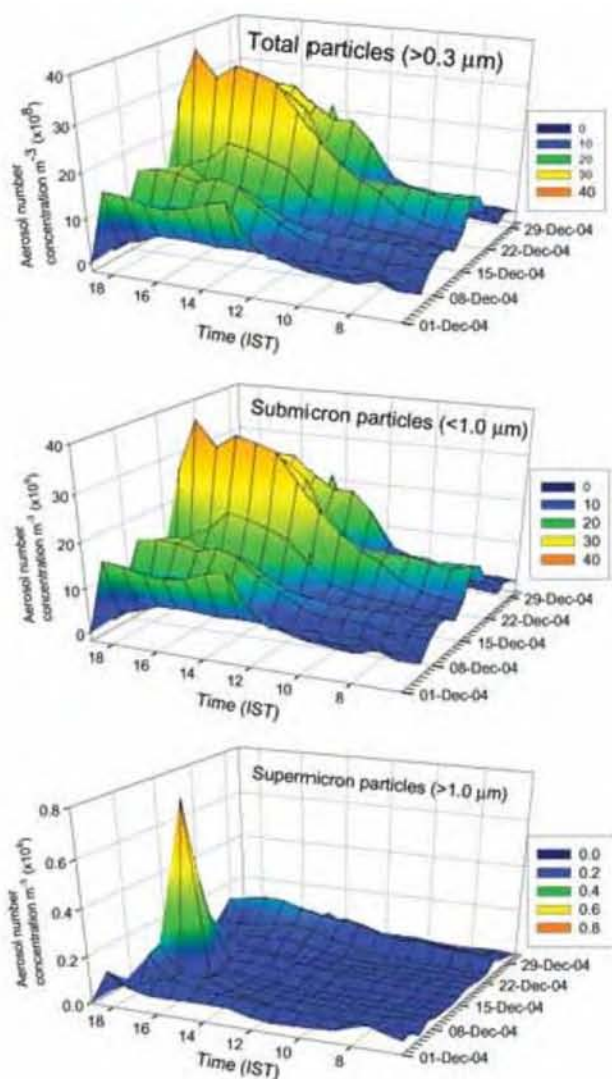 Total particles (>0.3 μm)
Aerosol number
concentration m⁻³ (x10⁸)
40
30
20
10
0
18
16
14
12
10
8
Time (IST)
01-Dec-04
08-Dec-04
15-Dec-04
22-Dec-04
29-Dec-04
0
10
20
30
40
Submicron particles (<1.0 μm)
Aerosol number
concentration m⁻³
40
30
20
10
0
18
16
14
12
10
8
Time (IST)
01-Dec-04
08-Dec-04
15-Dec-04
22-Dec-04
29-Dec-04
0
10
20
30
40
Supermicron particles (>1.0 μm)
Aerosol number
concentration m⁻³
0.8
0.6
0.4
0.2
0.0
18
16
14
12
10
8
Time (IST)
01-Dec-04
08-Dec-04
15-Dec-04
22-Dec-04
29-Dec-04
0.0
0.2
0.4
0.6
0.8